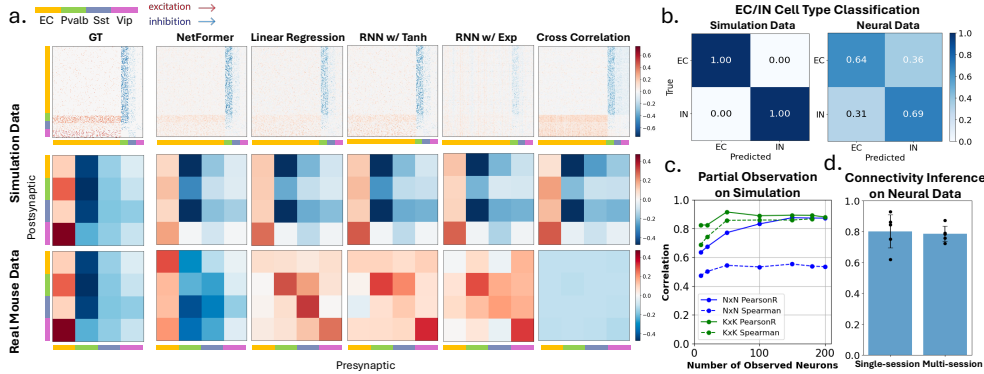 a.
EC Pvalb Sst Vip
excitation
inhibition
GT NetFormer Linear Regression RNN w/ Tanh RNN w/ Exp Cross Correlation
Simulation Data
Real Mouse Data
Postsynaptic
Presynaptic
0.6
0.4
0.2
0.0
-0.2
-0.4
-0.6
0.4
0.2
0.0
-0.2
-0.4
0.4
0.2
0.0
-0.2
-0.4
b.
EC/IN Cell Type Classification
Simulation Data Neural Data
True
EC 1.00 0.00
IN 0.00 1.00
EC IN
Predicted
EC 0.64 0.36
IN 0.31 0.69
EC IN
Predicted
1.0
0.8
0.6
0.4
0.2
0.0
c.
Partial Observation
on Simulation
Correlation
1.0
0.8
0.6
0.4
0.2
0.0
NxN PearsonR
NxN Spearman
KxK PearsonR
KxK Spearman
0 100 200
Number of Observed Neurons
d.
Connectivity Inference
on Neural Data
1.0
0.8
0.6
0.4
0.2
0.0
Single-session Multi-session